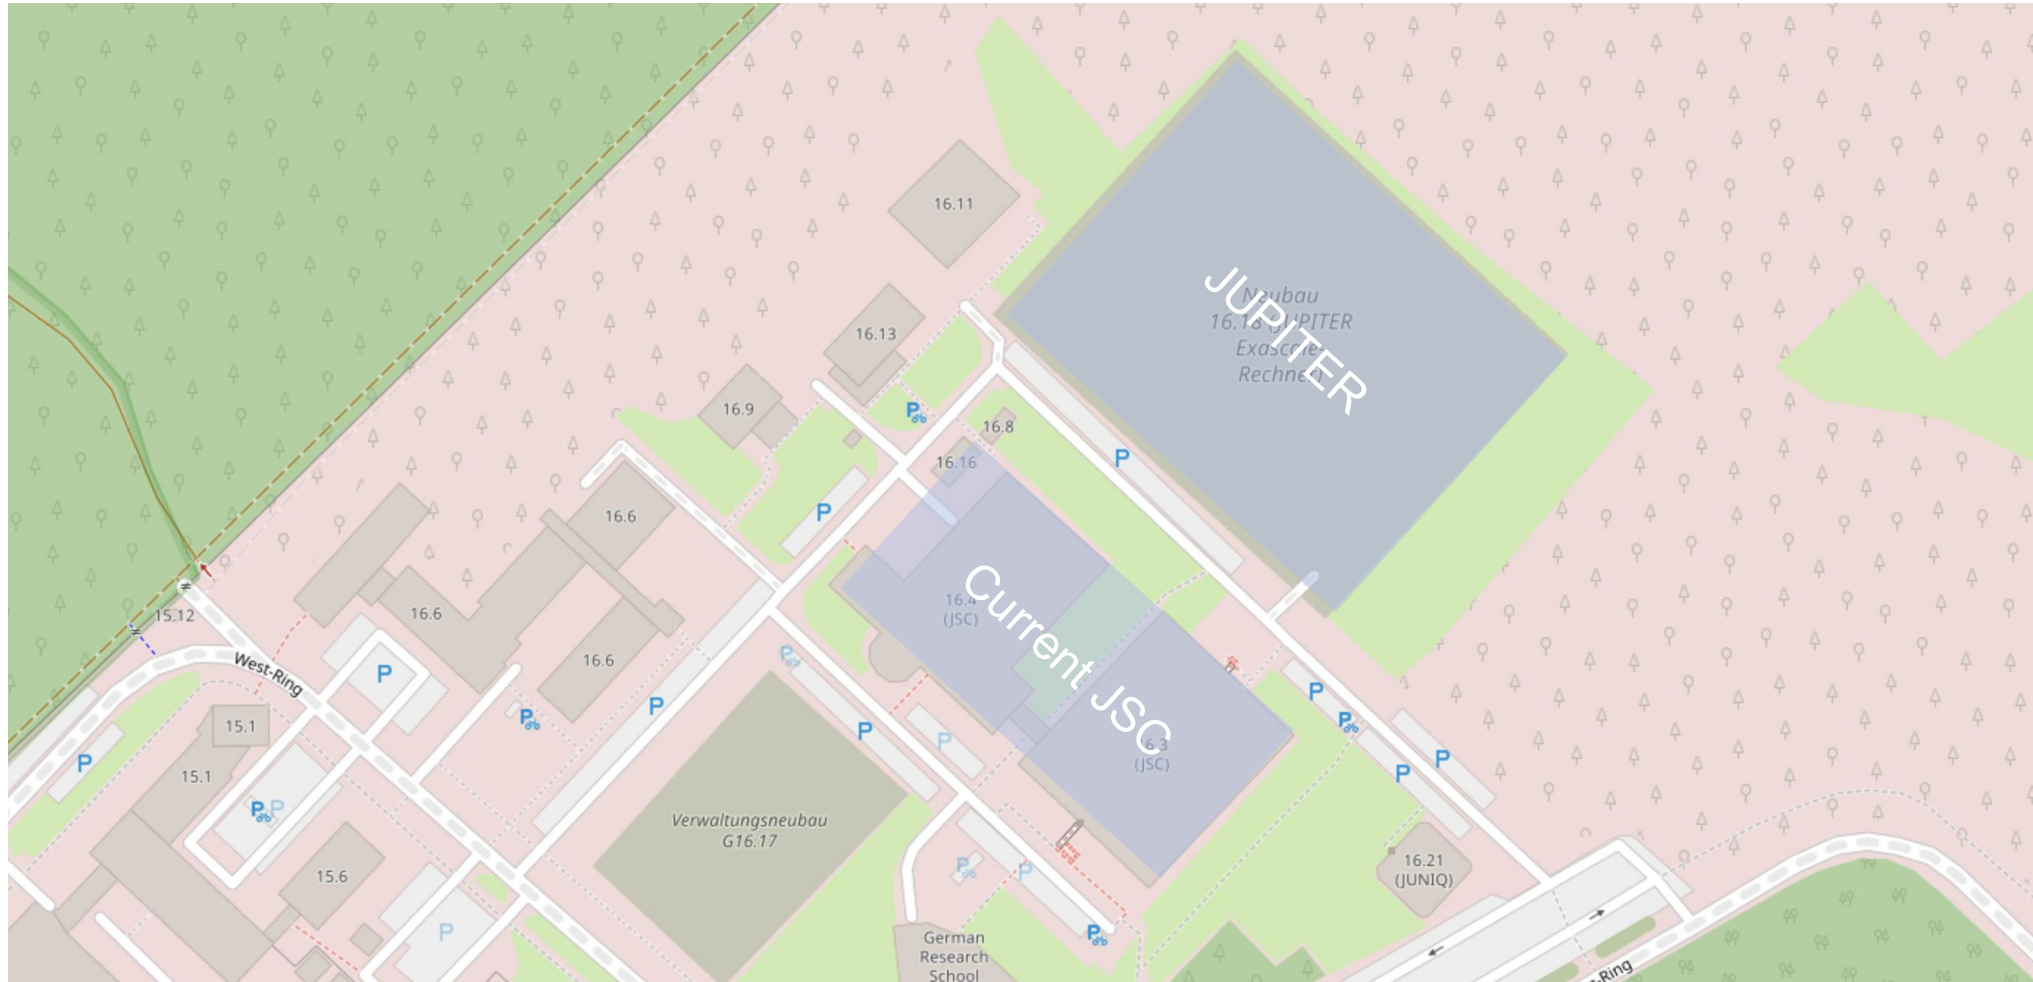 16.11
JUPITER
Neubau
16.18 (JUPITER
Exascale-
Rechner)
16.13
16.9
P
16.8
P
16.16
P
16.6
16.4
(JSC)
Current JSC
16.3
(JSC)
15.12
16.6
16.6
West-Ring
P
P
P
P
P
P
P
P
P
P
P
15.1
15.1
P
P
P
Verwaltungsneubau
G16.17
15.6
P
P
P
P
16.21
(JUNIQ)
German
Research
School
-Ring